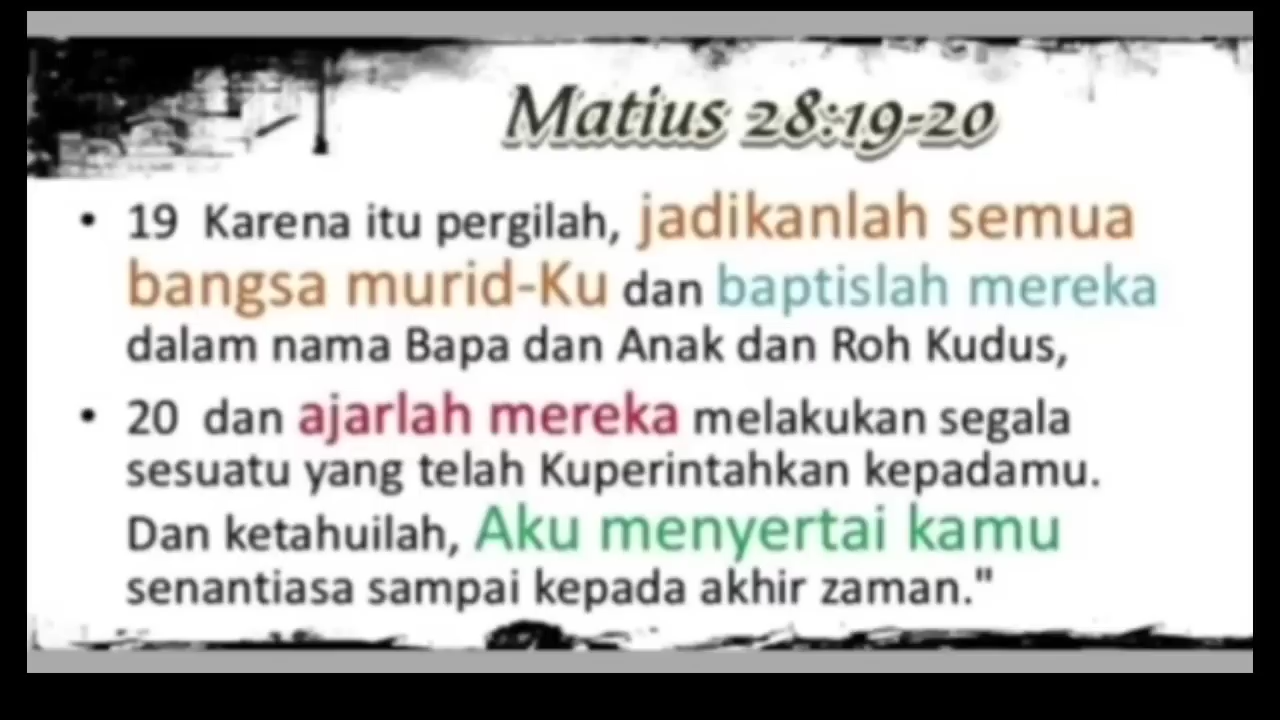 Matius 28:19-20
• 19 Karena itu pergilah, jadikanlah semua
bangsa murid-Ku dan baptislah mereka
dalam nama Bapa dan Anak dan Roh Kudus,
• 20 dan ajarlah mereka melakukan segala
sesuatu yang telah Kuperintahkan kepadamu.
Dan ketahuilah, Aku menyertai kamu
senantiasa sampai kepada akhir zaman."